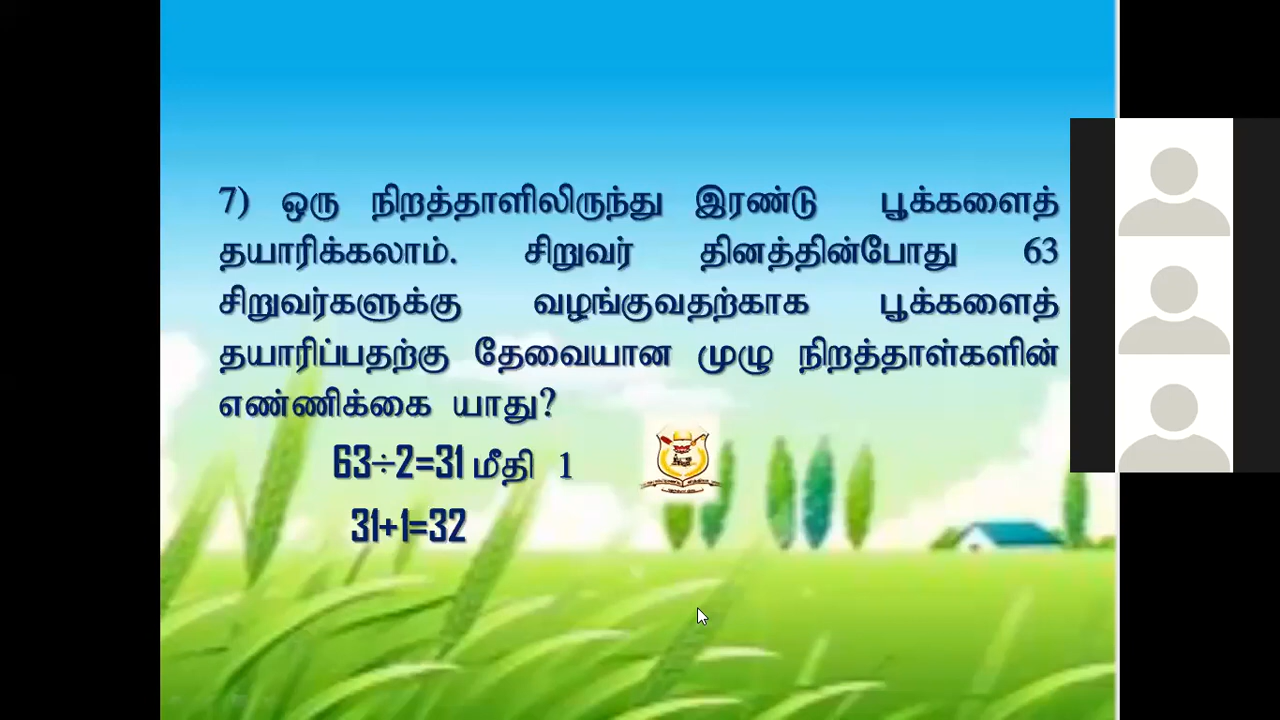 7) ஒரு நிறத்தாளிலிருந்து இரண்டு பூக்களைத்
தயாரிக்கலாம். சிறுவர் தினத்தின்போது 63
சிறுவர்களுக்கு வழங்குவதற்காக பூக்களைத்
தயாரிப்பதற்கு தேவையான முழு நிறத்தாள்களின்
எண்ணிக்கை யாது?
63÷2=31 மீதி 1
31+1=32